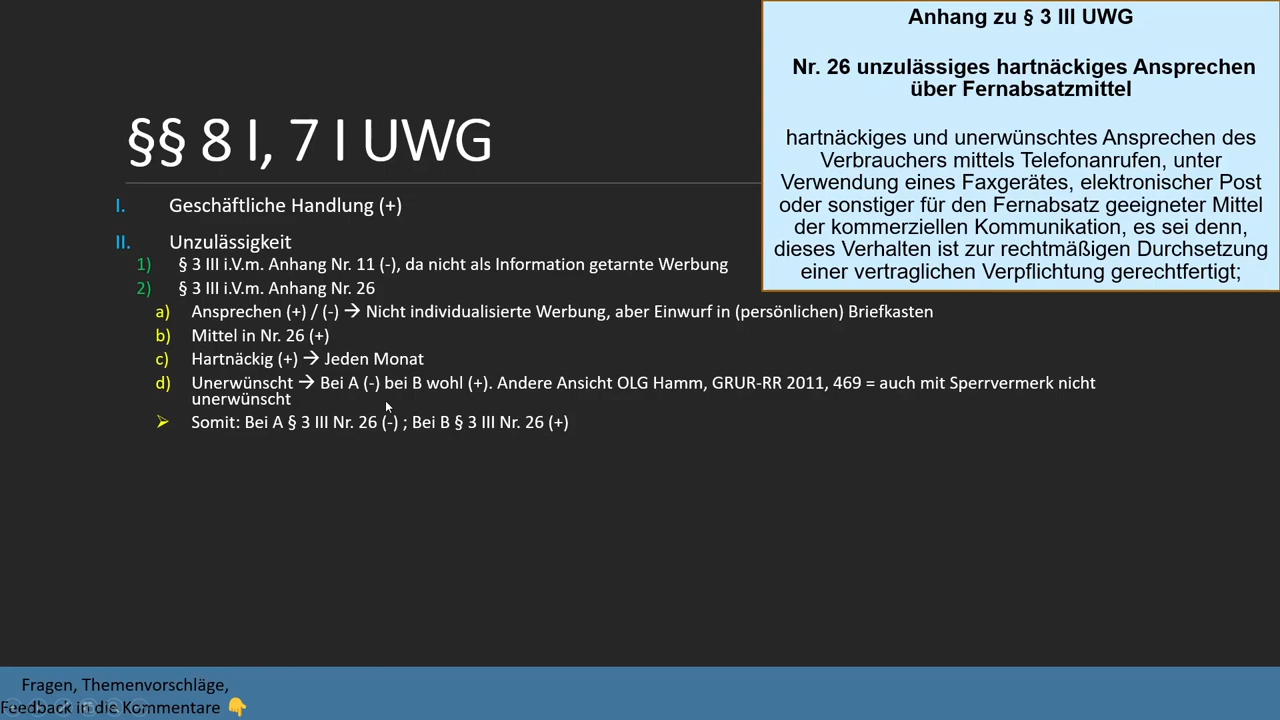 Anhang zu § 3 III UWG
Nr. 26 unzulässiges hartnäckiges Ansprechen
über Fernabsatzmittel
hartnäckiges und unerwünschtes Ansprechen des
Verbrauchers mittels Telefonanrufen, unter
Verwendung eines Faxgerätes, elektronischer Post
oder sonstiger für den Fernabsatz geeigneter Mittel
der kommerziellen Kommunikation, es sei denn,
dieses Verhalten ist zur rechtmäßigen Durchsetzung
einer vertraglichen Verpflichtung gerechtfertigt;
§§ 8 I, 7 I UWG
I. Geschäftliche Handlung (+)
II. Unzulässigkeit
1) § 3 III i.V.m. Anhang Nr. 11 (-), da nicht als Information getarnte Werbung
2) § 3 III i.V.m. Anhang Nr. 26
a) Ansprechen (+) / (-) → Nicht individualisierte Werbung, aber Einwurf in (persönlichen) Briefkasten
b) Mittel in Nr. 26 (+)
c) Hartnäckig (+) → Jeden Monat
d) Unerwünscht → Bei A (-) bei B wohl (+). Andere Ansicht OLG Hamm, GRUR-RR 2011, 469 = auch mit Sperrvermerk nicht
unerwünscht
➢ Somit: Bei A § 3 III Nr. 26 (-) ; Bei B § 3 III Nr. 26 (+)
Fragen, Themenvorschläge,
Feedback in die Kommentare 👇